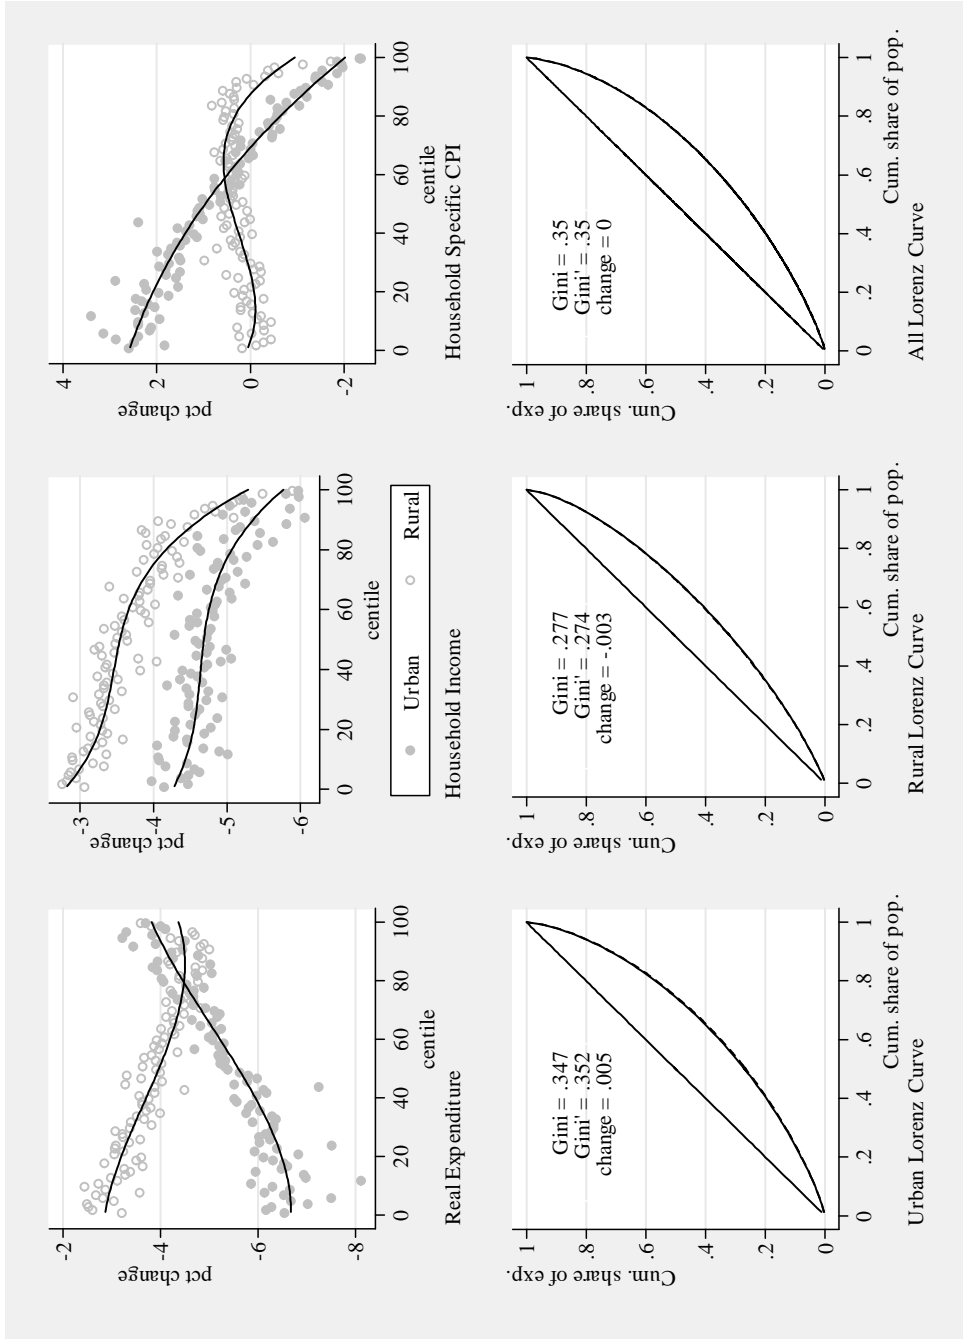 pct change
-2
-4
-6
-8
0
20
40
60
80
100
centile
Real Expenditure
pct change
-3
-4
-5
-6
0
20
40
60
80
100
centile
Urban
Rural
Household Income
pct change
4
2
0
-2
0
20
40
60
80
100
centile
Household Specific CPI
Cum. share of exp.
1
.8
.6
.4
.2
0
Gini = .347
Gini' = .352
change = .005
0
.2
.4
.6
.8
1
Cum. share of pop.
Urban Lorenz Curve
Cum. share of exp.
1
.8
.6
.4
.2
0
Gini = .277
Gini' = .274
change = -.003
0
.2
.4
.6
.8
1
Cum. share of pop.
Rural Lorenz Curve
Cum. share of exp.
1
.8
.6
.4
.2
0
Gini = .35
Gini' = .35
change = 0
0
.2
.4
.6
.8
1
Cum. share of pop.
All Lorenz Curve